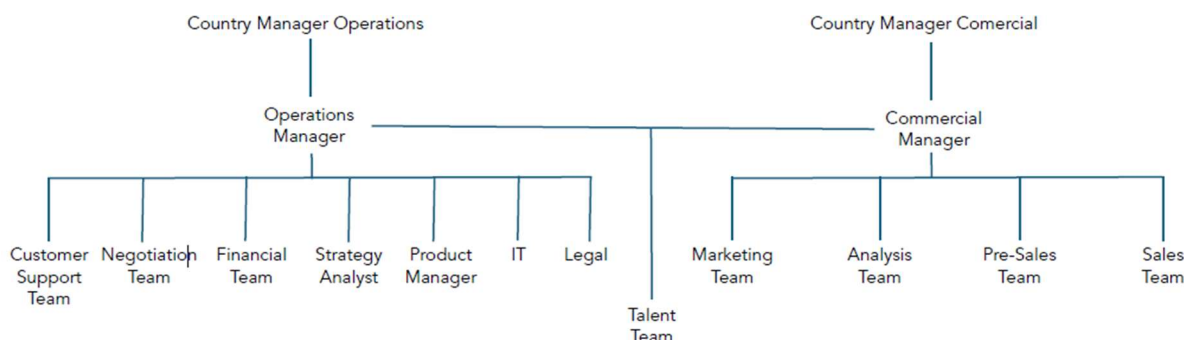 Country Manager Operations
Country Manager Comercial
Operations
Manager
Commercial
Manager
Customer
Support
Team
Negotiation
Team
Financial
Team
Strategy
Analyst
Product
Manager
IT
Legal
Marketing
Team
Analysis
Team
Pre-Sales
Team
Sales
Team
Talent
Team